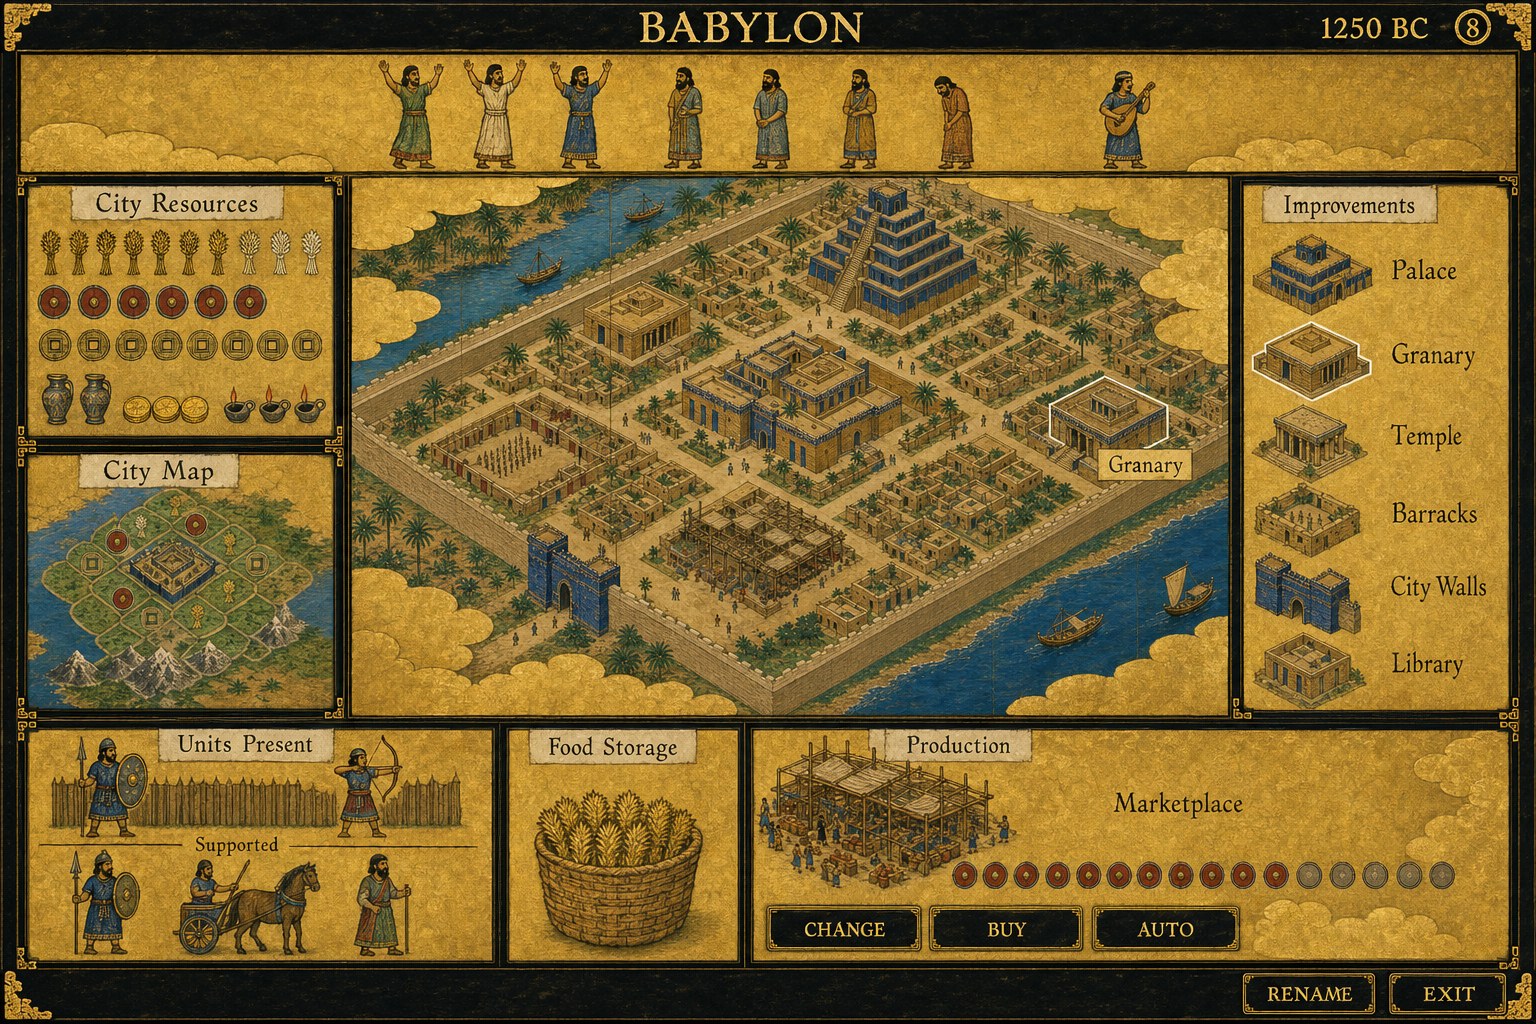 BABYLON
1250 BC 8
City Resources
Improvements
Palace
Granary
Temple
Barracks
City Walls
Library
Granary
City Map
Units Present
Supported
Food Storage
Production
Marketplace
CHANGE BUY AUTO
RENAME EXIT